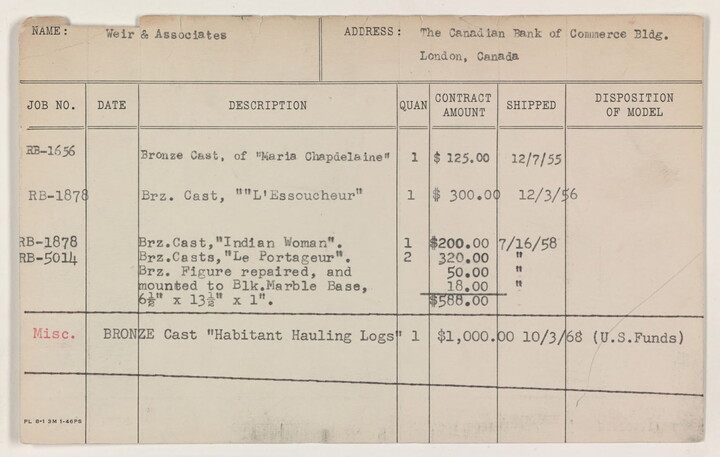 NAME: Weir & Associates ADDRESS: The Canadian Bank of Commerce Bldg.
London, Canada
JOB NO. DATE DESCRIPTION QUAN CONTRACT AMOUNT SHIPPED DISPOSITION OF MODEL
RB-1656 Bronze Cast, of "Maria Chapdelaine" 1 $ 125.00 12/7/55
RB-1878 Brz. Cast, ""L'Essoucheur" 1 $ 300.00 12/3/56
RB-1878 Brz.Cast,"Indian Woman". 1 $200.00 7/16/58
RB-5014 Brz.Casts,"Le Portageur". 2 320.00 "
Brz. Figure repaired, and 50.00 "
mounted to Blk.Marble Base, 18.00 "
6½" x 13½" x 1". $588.00
Misc. BRONZE Cast "Habitant Hauling Logs" 1 $1,000.00 10/3/68 (U.S.Funds)
PL 8-1 3M 1-46PS